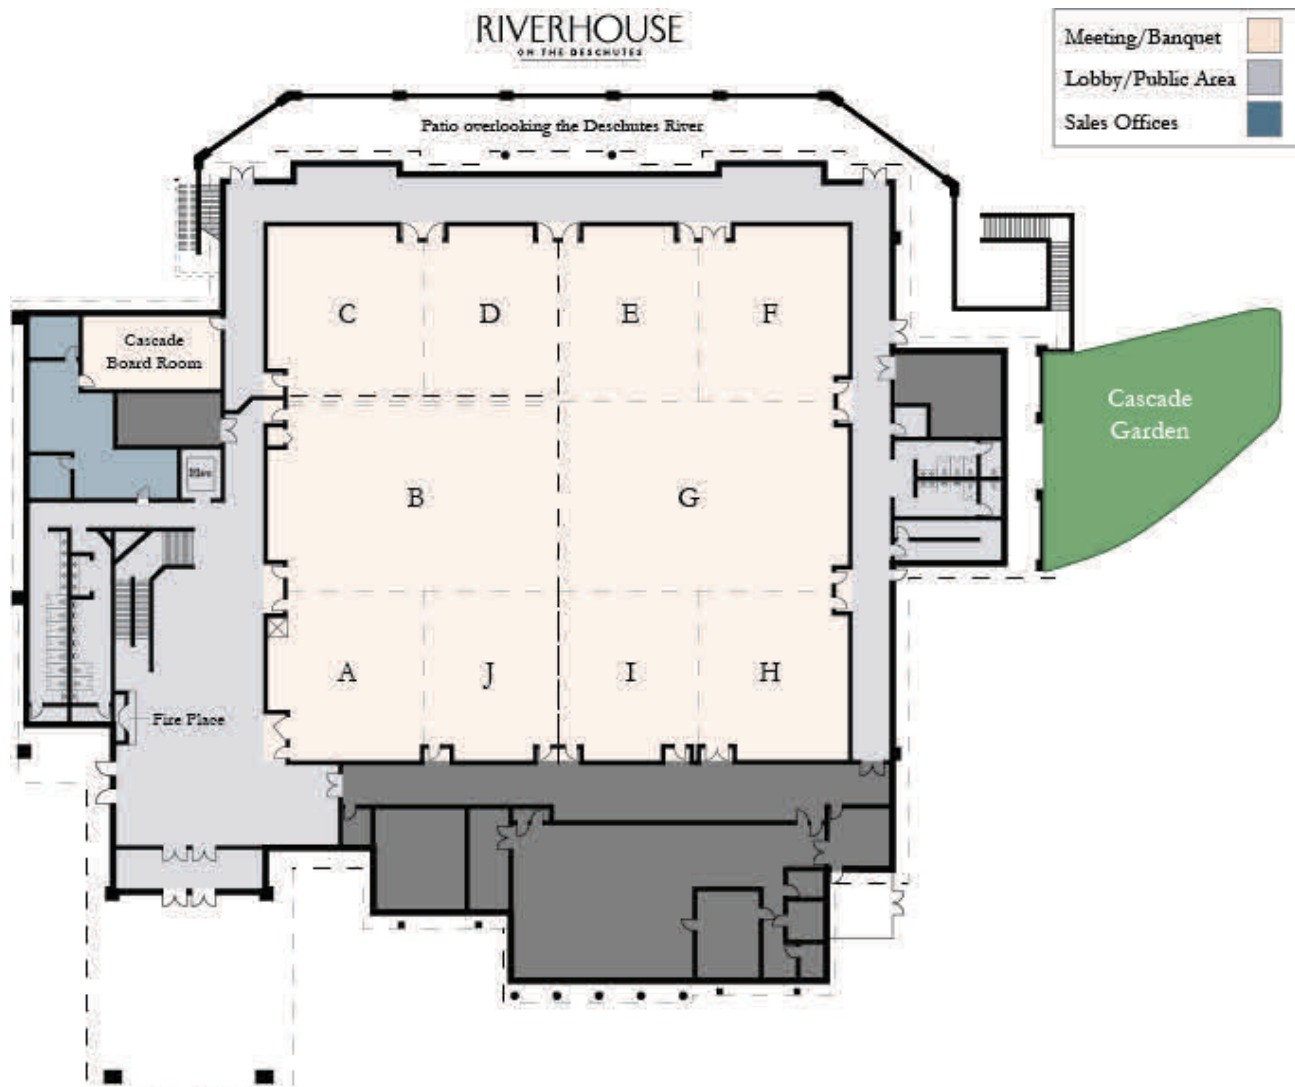 RIVERHOUSE
ON THE DESCHUTES
Meeting/Banquet
Lobby/Public Area
Sales Offices
Patio overlooking the Deschutes River
C
D
E
F
Cascade
Board Room
Cascade
Garden
Elev
B
G
A
J
I
H
Fire Place